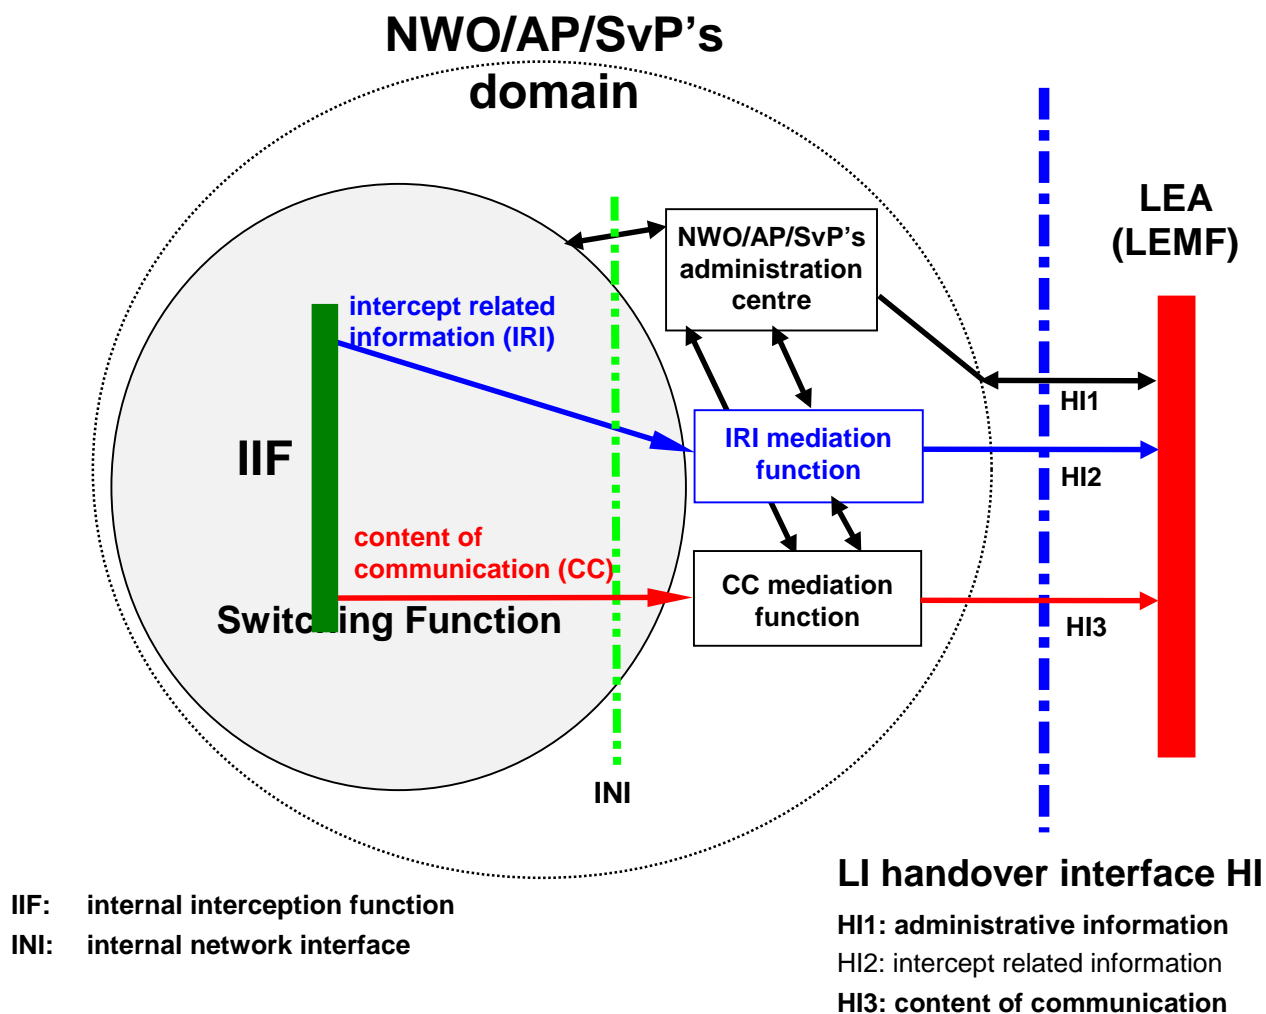 NWO/AP/SvP's
domain
LEA
(LEMF)
NWO/AP/SvP's
administration
centre
intercept related
information (IRI)
HI1
IRI mediation
function
IIF
HI2
content of
communication (CC)
CC mediation
function
Switching Function
HI3
INI
LI handover interface HI
IIF: internal interception function
INI: internal network interface
HI1: administrative information
HI2: intercept related information
HI3: content of communication